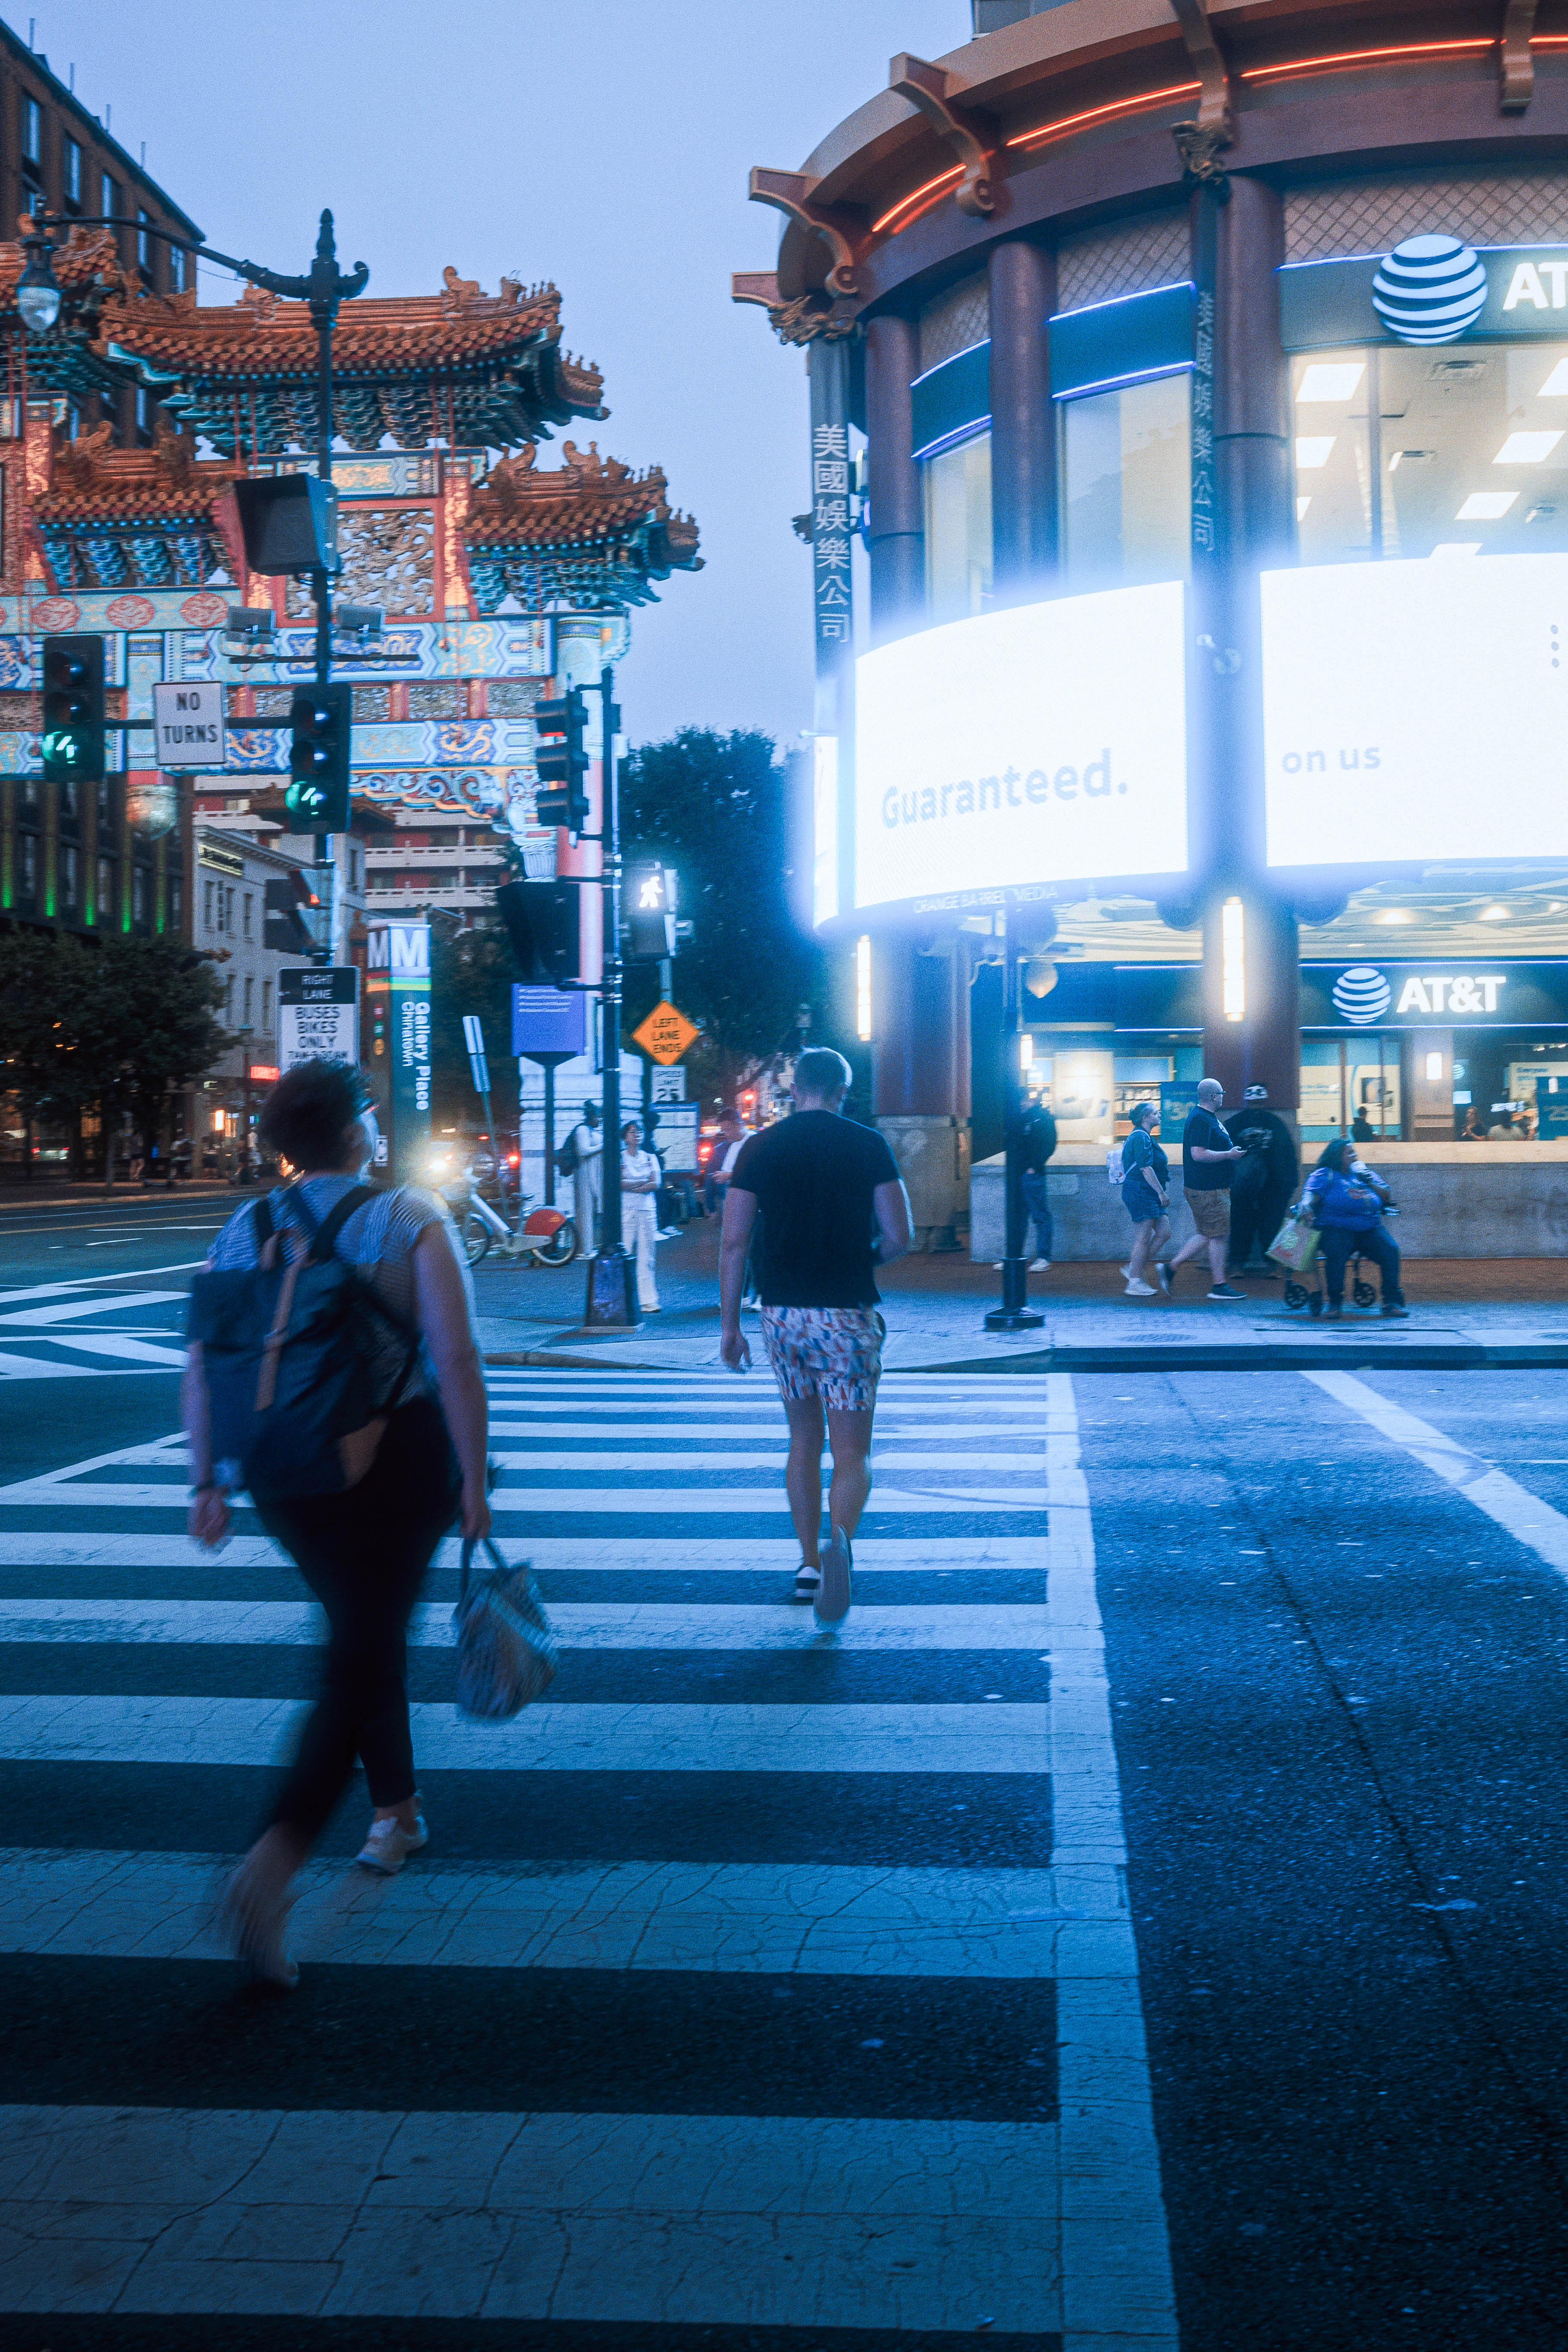 AT
美國娛樂公司
美國娛樂公司
NO
TURNS
Guaranteed.
on us
ORANGE BARREL MEDIA
M M
Gallery Place
Chinatown
RIGHT
LANE
BUSES
BIKES
ONLY
LEFT
LANE
ENDS
SPEED
LIMIT
25
AT&T